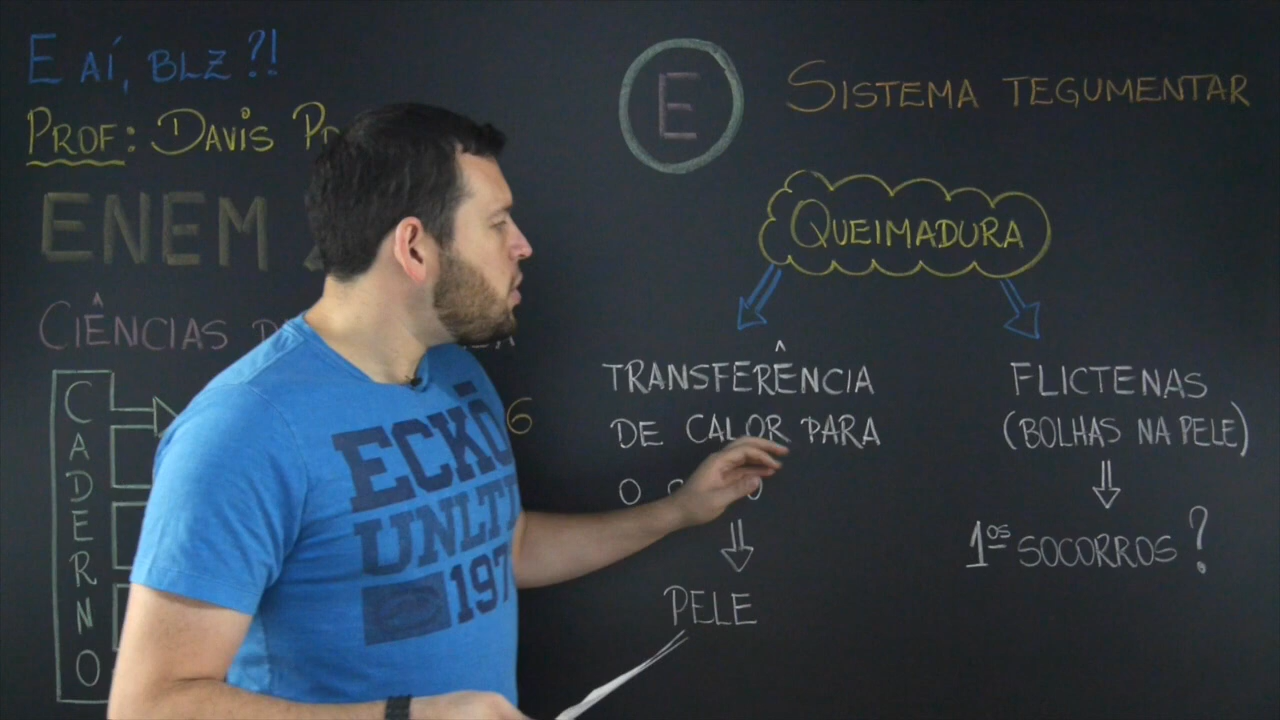 E AÍ, BLZ?!
PROF: DAVIS
ENEM
CIÊNCIAS
CADERNO
6
E
SISTEMA TEGUMENTAR
QUEIMADURA
TRANSFERÊNCIA
DE CALOR PARA
O
PELE
FLICTENAS
(BOLHAS NA PELE)
1os SOCORROS?
ECKŌ
UNLTD
197